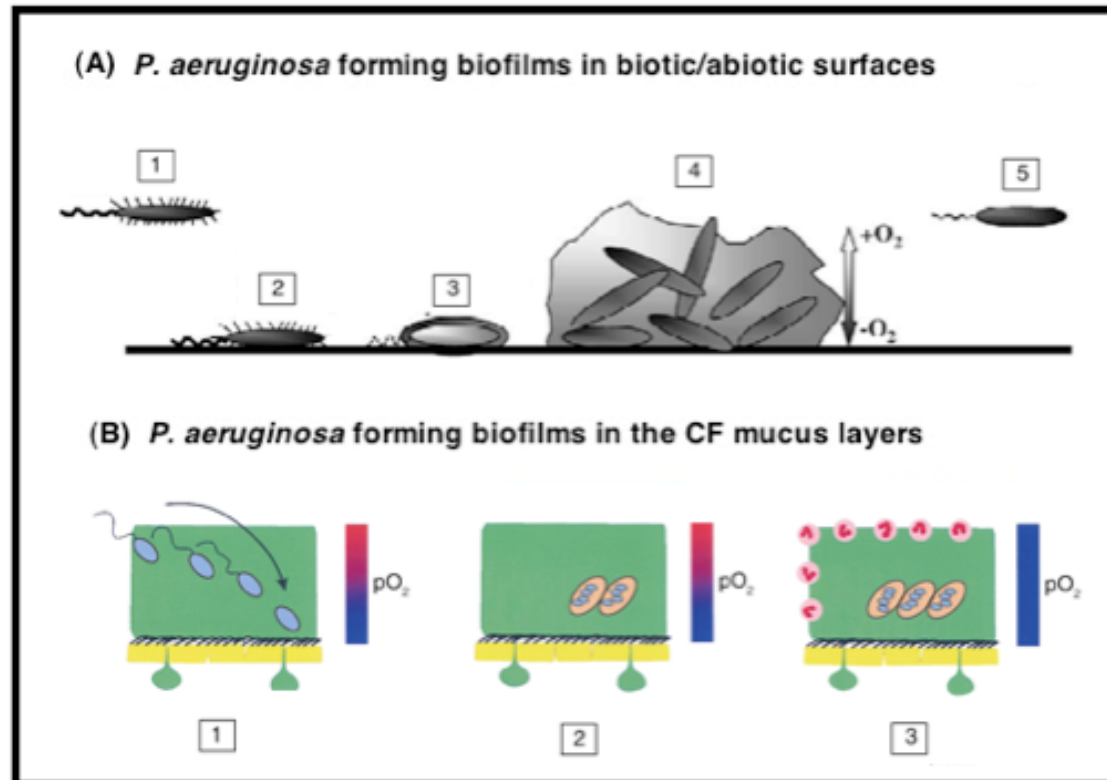 (A) P. aeruginosa forming biofilms in biotic/abiotic surfaces
1
4
5
2
3
+O₂
-O₂
(B) P. aeruginosa forming biofilms in the CF mucus layers
pO₂
pO₂
pO₂
1
2
3